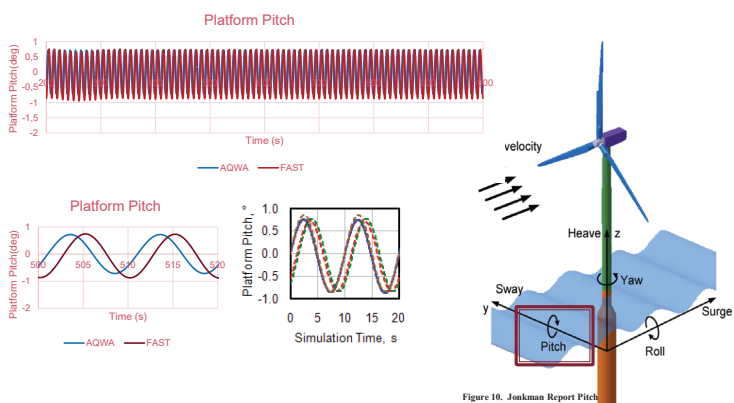 Platform Pitch
Platform Pitch(deg)
1
0,5
0
-0,5
-1
-1
-2
Time (s)
AQWA FAST
Platform Pitch
Platform Pitch(deg)
1
0
-1
-2
500 505 510 515 520
Time (s)
AQWA FAST
Platform Pitch, °
1.0
0.5
0.0
-0.5
-1.0
0 5 10 15 20
Simulation Time, s
velocity
Heave z
Yaw
Sway
y
Surge
Pitch
Roll
Figure 10. Jonkman Report Pitch